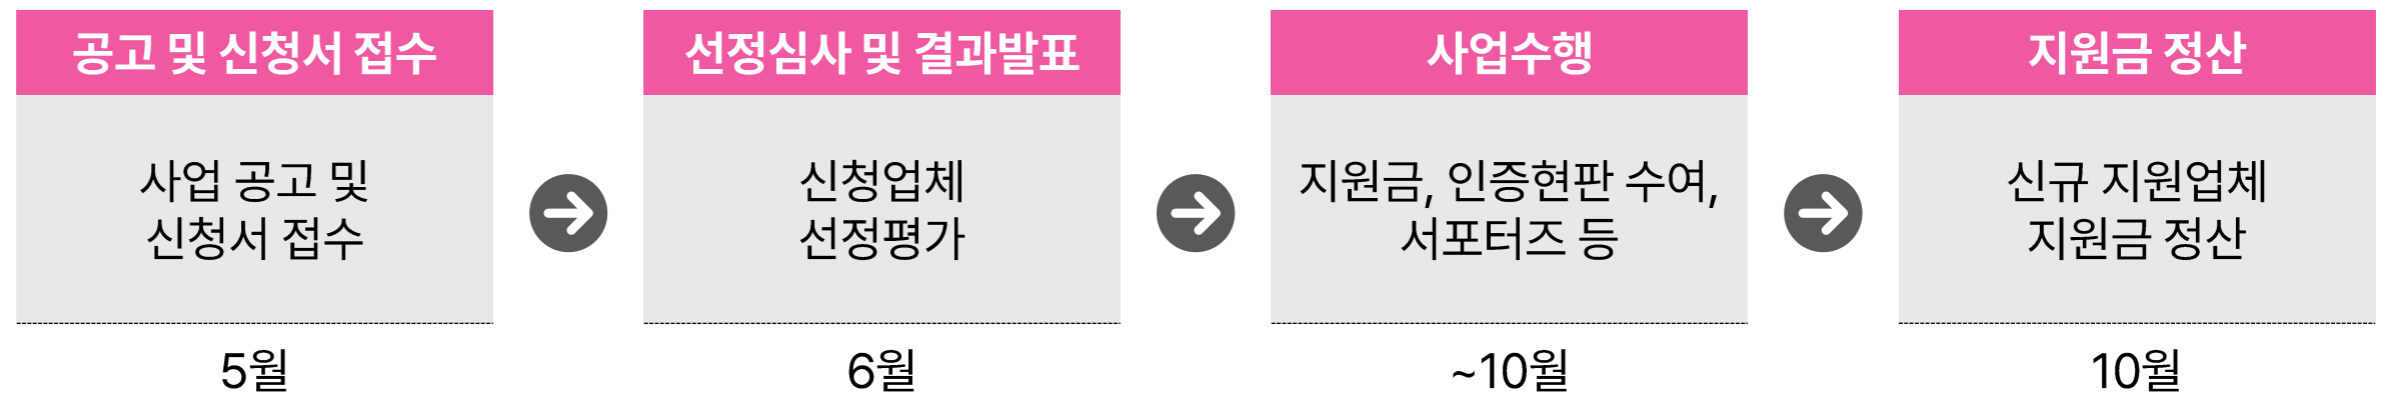 공고 및 신청서 접수
사업 공고 및
신청서 접수
5월
선정심사 및 결과발표
신청업체
선정평가
6월
사업수행
지원금, 인증현판 수여,
서포터즈 등
~10월
지원금 정산
신규 지원업체
지원금 정산
10월